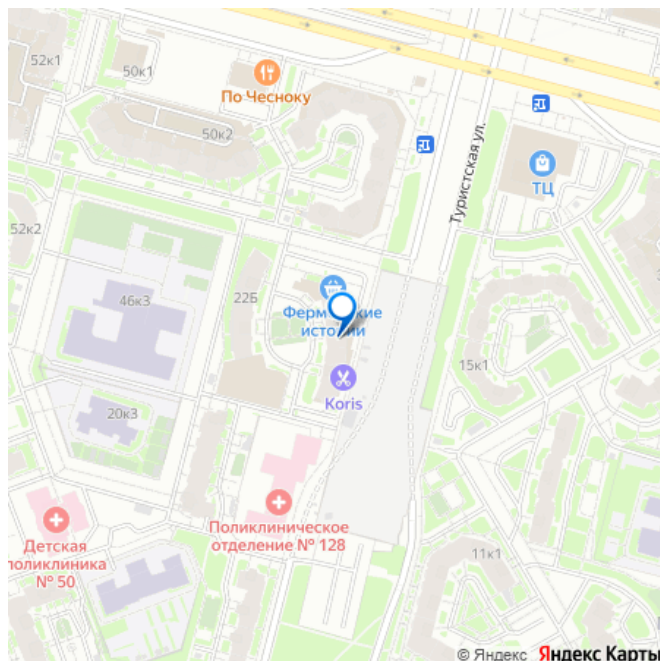 52к1
50к1
По Чесноку
50к2
Туристская ул.
ТЦ
52к2
46к3
22Б
истории
15к1
Koris
20к3
Поликлиническое
отделение № 128
Детская
поликлиника
№ 50
11к1
© Яндекс Яндекс Карты